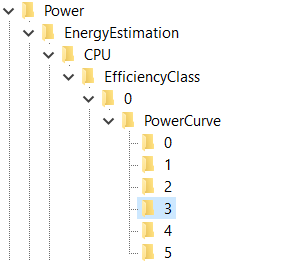 Power
EnergyEstimation
CPU
EfficiencyClass
0
PowerCurve
0
1
2
3
4
5